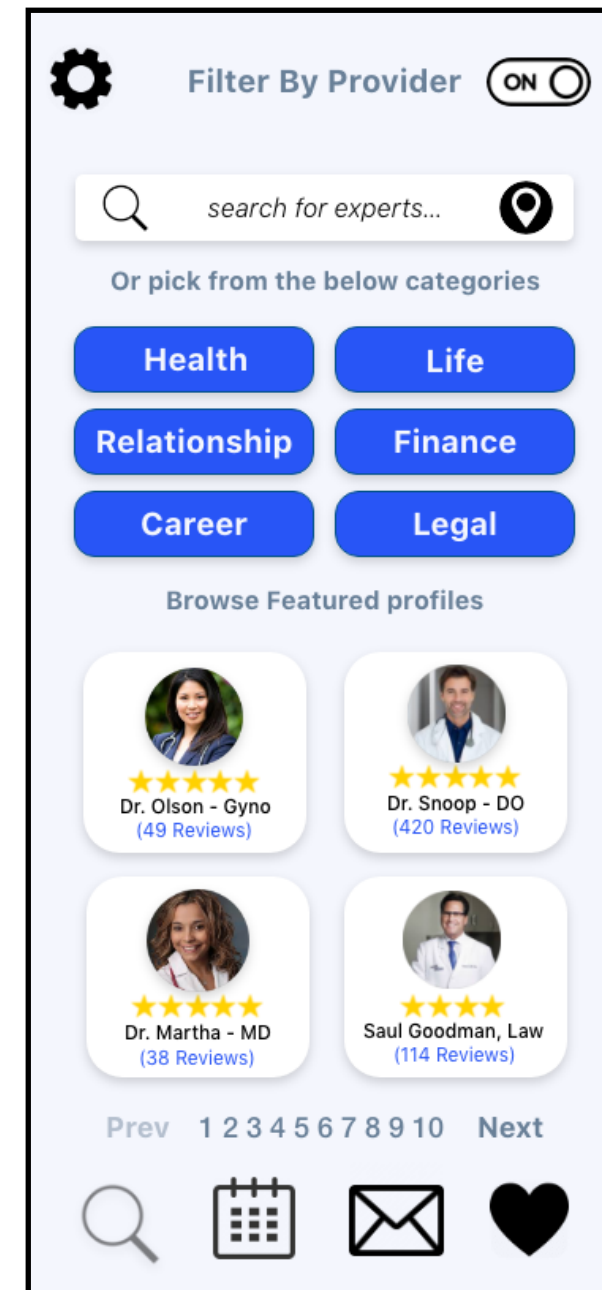 Filter By Provider ON
search for experts...
Or pick from the below categories
Health Life
Relationship Finance
Career Legal
Browse Featured profiles
Dr. Olson - Gyno
(49 Reviews)
Dr. Snoop - DO
(420 Reviews)
Dr. Martha - MD
(38 Reviews)
Saul Goodman, Law
(114 Reviews)
Prev 1 2 3 4 5 6 7 8 9 10 Next